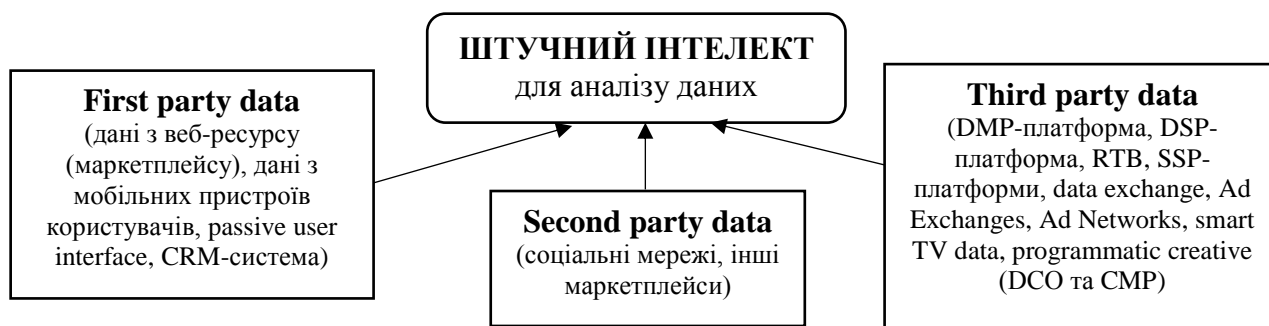 ШТУЧНИЙ ІНТЕЛЕКТ
для аналізу даних
First party data
(дані з веб-ресурсу
(маркетплейсу), дані з
мобільних пристроїв
користувачів, passive user
interface, CRM-система)
Second party data
(соціальні мережі, інші
маркетплейси)
Third party data
(DMP-платформа, DSP-
платформа, RTB, SSP-
платформи, data exchange, Ad
Exchanges, Ad Networks, smart
TV data, programmatic creative
(DCO та CMP)